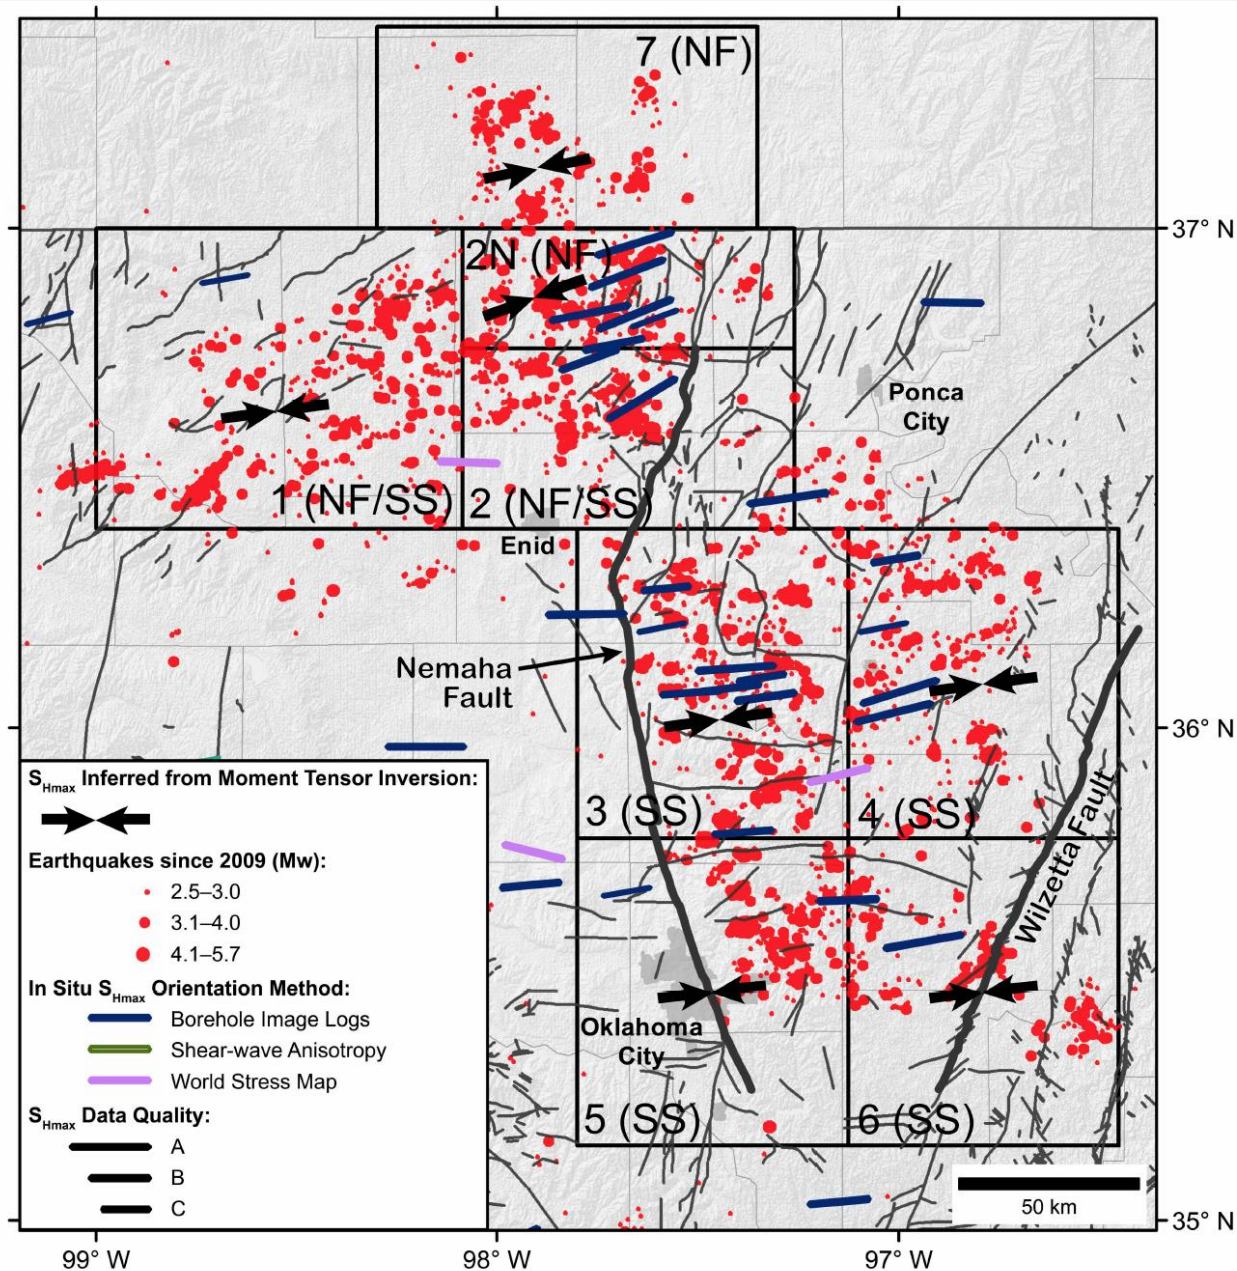 7 (NF)
37° N
2N (NF)
Ponca
City
1 (NF/SS)
2 (NF/SS)
Enid
Nemaha
Fault
36° N
3 (SS)
4 (SS)
Wilzetta Fault
Oklahoma
City
5 (SS)
6 (SS)
50 km
35° N
SHmax Inferred from Moment Tensor Inversion:
Earthquakes since 2009 (Mw):
2.5–3.0
3.1–4.0
4.1–5.7
In Situ SHmax Orientation Method:
Borehole Image Logs
Shear-wave Anisotropy
World Stress Map
SHmax Data Quality:
A
B
C
99° W
98° W
97° W